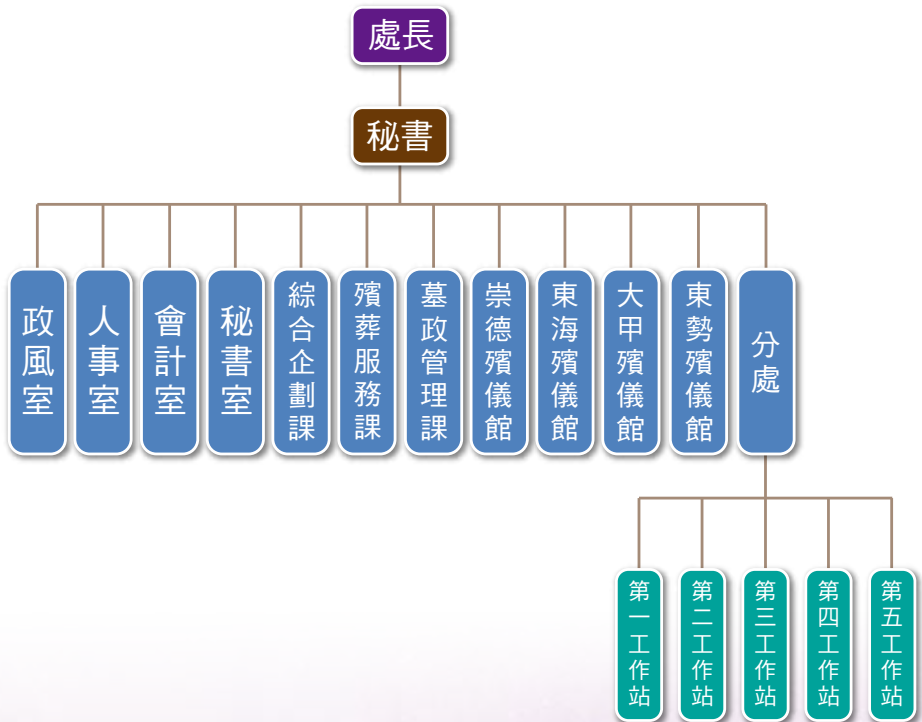 處長
秘書
政風室
人事室
會計室
秘書室
綜合企劃課
殯葬服務課
墓政管理課
崇德殯儀館
東海殯儀館
大甲殯儀館
東勢殯儀館
分處
第一工作站
第二工作站
第三工作站
第四工作站
第五工作站